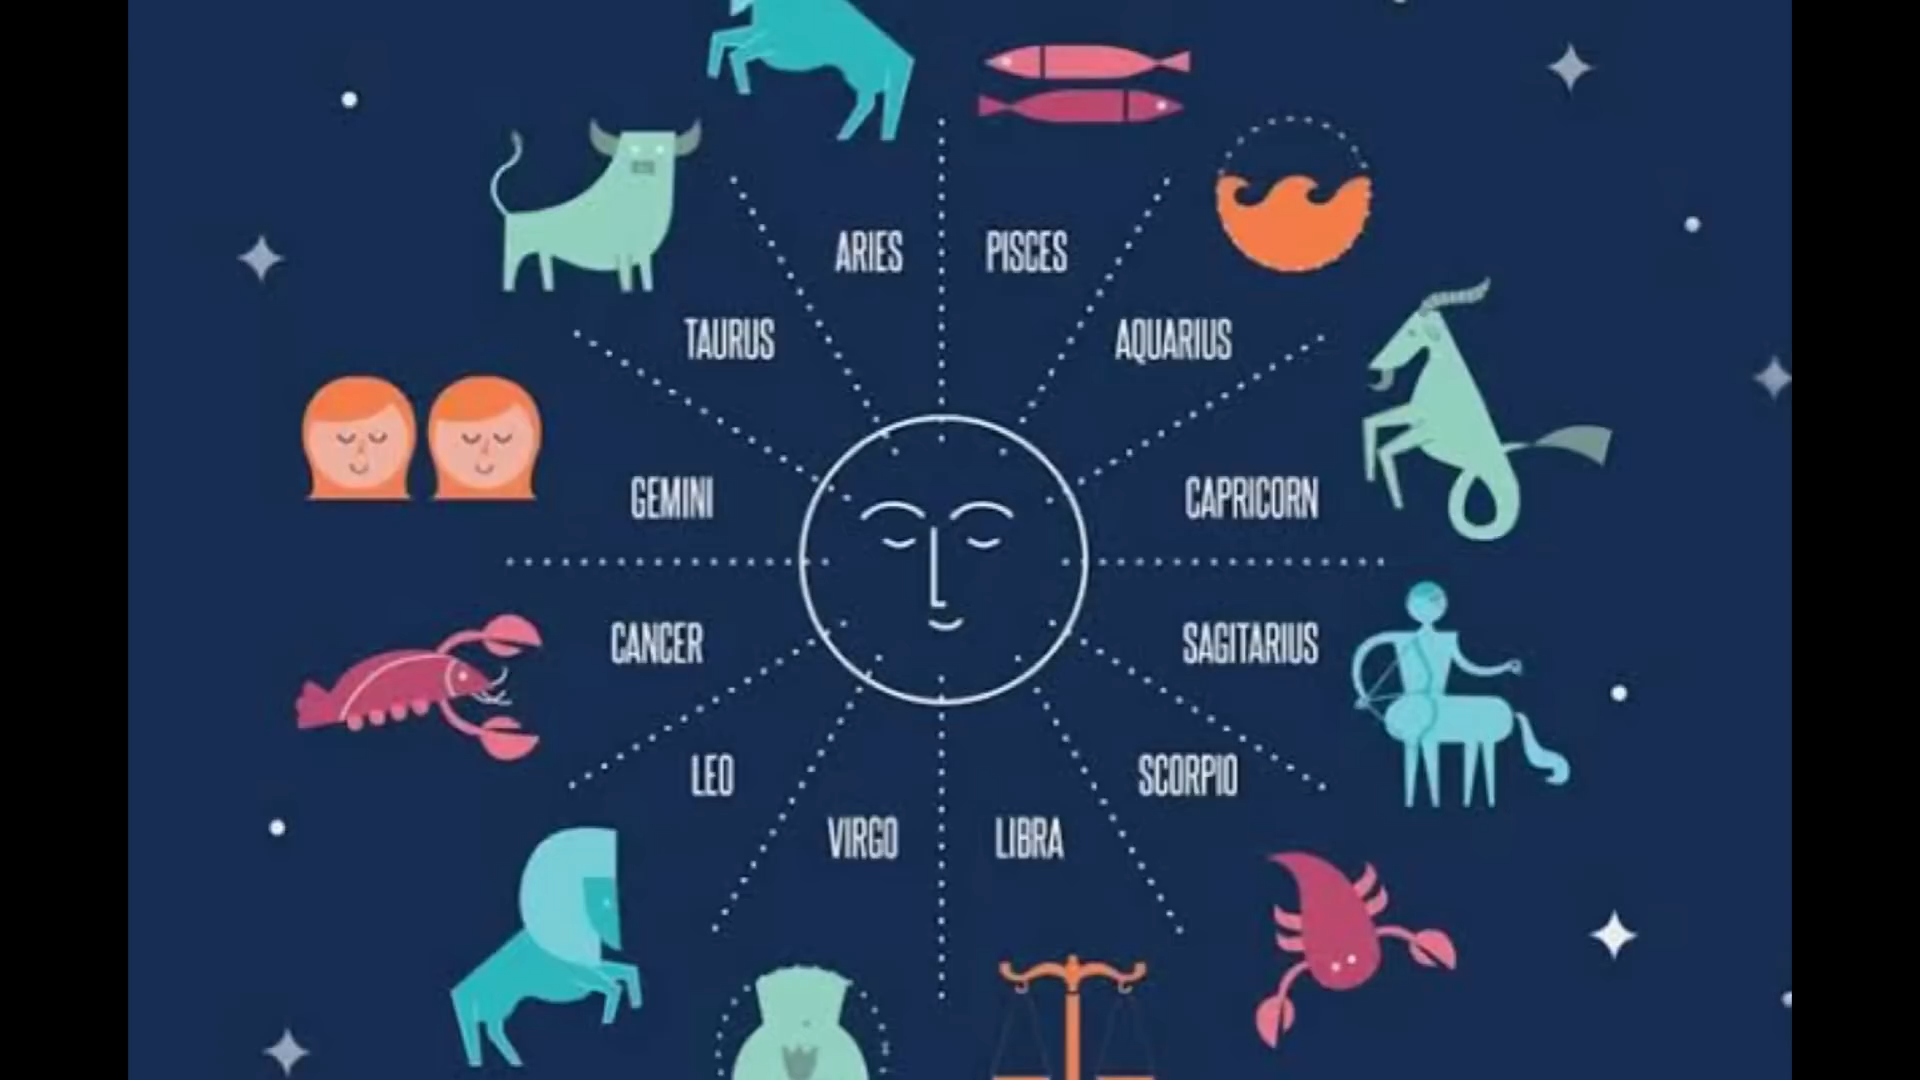 ARIES
PISCES
TAURUS
AQUARIUS
GEMINI
CAPRICORN
CANCER
SAGITARIUS
LEO
SCORPIO
VIRGO
LIBRA